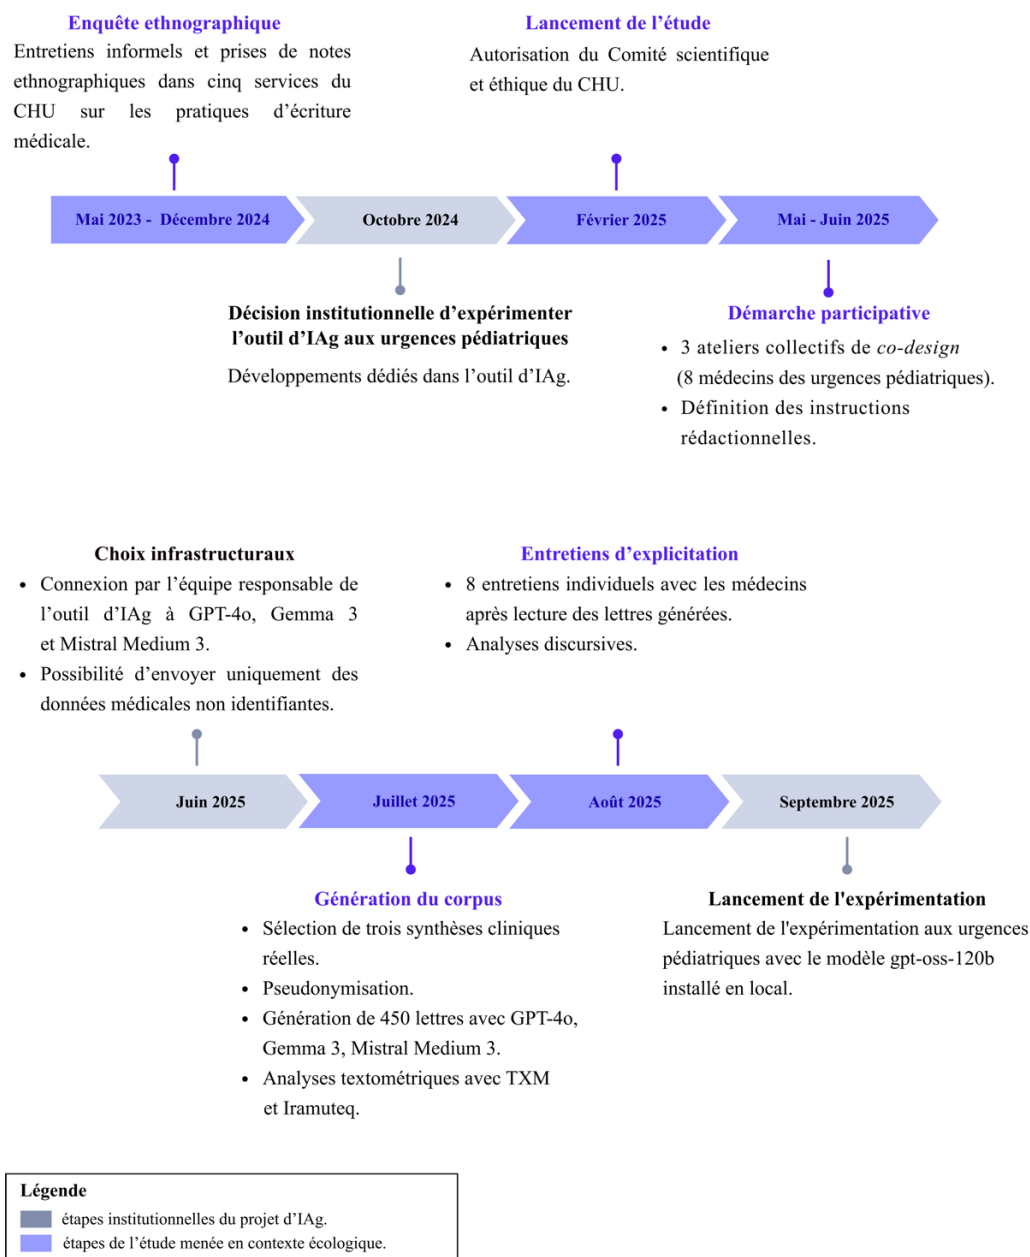 Enquête ethnographique
Entretiens informels et prises de notes
ethnographiques dans cinq services du
CHU sur les pratiques d'écriture
médicale.
Lancement de l'étude
Autorisation du Comité scientifique
et éthique du CHU.
Mai 2023 - Décembre 2024
Octobre 2024
Février 2025
Mai - Juin 2025
Décision institutionnelle d'expérimenter
l'outil d'IAg aux urgences pédiatriques
Développements dédiés dans l'outil d'IAg.
Démarche participative
• 3 ateliers collectifs de co-design
(8 médecins des urgences pédiatriques).
• Définition des instructions
rédactionnelles.
Choix infrastructuraux
• Connexion par l'équipe responsable de
l'outil d'IAg à GPT-4o, Gemma 3
et Mistral Medium 3.
• Possibilité d'envoyer uniquement des
données médicales non identifiantes.
Entretiens d'explicitation
• 8 entretiens individuels avec les médecins
après lecture des lettres générées.
• Analyses discursives.
Juin 2025
Juillet 2025
Août 2025
Septembre 2025
Génération du corpus
• Sélection de trois synthèses cliniques
réelles.
• Pseudonymisation.
• Génération de 450 lettres avec GPT-4o,
Gemma 3, Mistral Medium 3.
• Analyses textométriques avec TXM
et Iramuteq.
Lancement de l'expérimentation
Lancement de l'expérimentation aux urgences
pédiatriques avec le modèle gpt-oss-120b
installé en local.
Légende
étapes institutionnelles du projet d'IAg.
étapes de l'étude menée en contexte écologique.